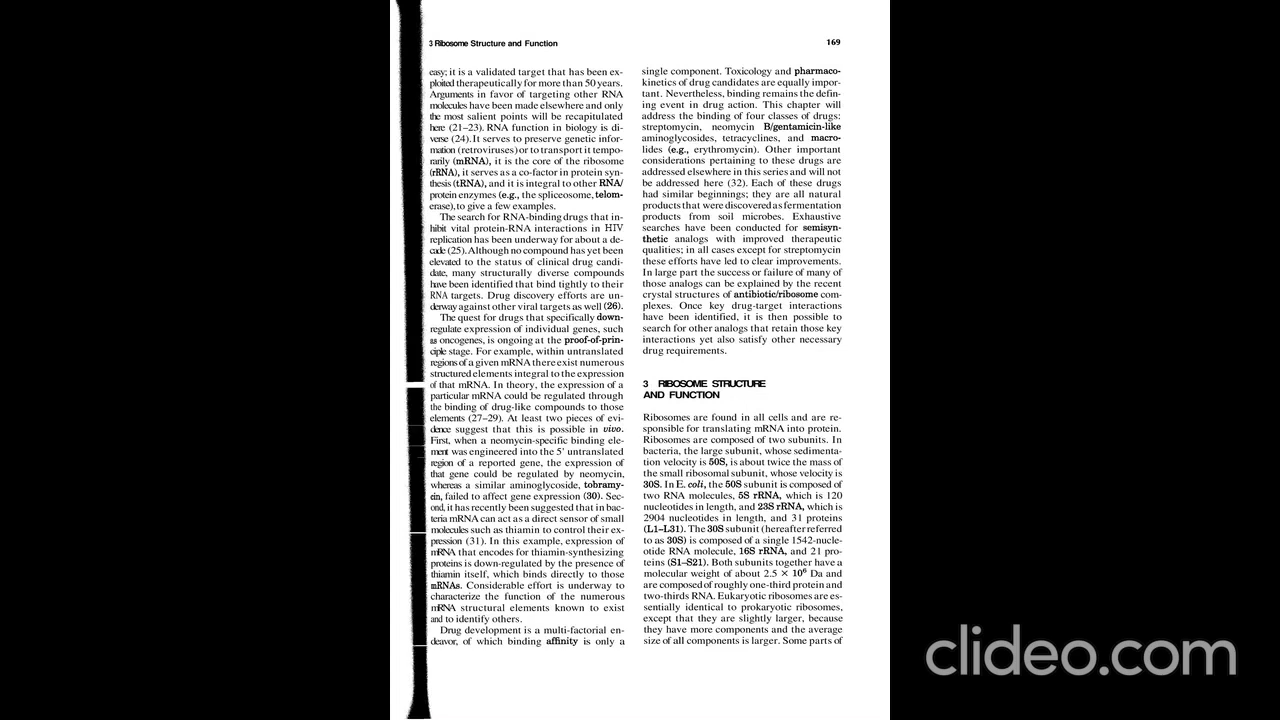 3 Ribosome Structure and Function
169
easy; it is a validated target that has been ex-
ploited therapeutically for more than 50 years.
Arguments in favor of targeting other RNA
molecules have been made elsewhere and only
the most salient points will be recapitulated
here (21–23). RNA function in biology is di-
verse (24). It serves to preserve genetic infor-
mation (retroviruses) or to transport it tempo-
rarily (mRNA), it is the core of the ribosome
(rRNA), it serves as a co-factor in protein syn-
thesis (tRNA), and it is integral to other RNA/
protein enzymes (e.g., the spliceosome, telom-
erase), to give a few examples.
The search for RNA-binding drugs that in-
hibit vital protein-RNA interactions in HIV
replication has been underway for about a de-
cade (25). Although no compound has yet been
elevated to the status of clinical drug candi-
date, many structurally diverse compounds
have been identified that bind tightly to their
RNA targets. Drug discovery efforts are un-
derway against other viral targets as well (26).
The quest for drugs that specifically down-
regulate expression of individual genes, such
as oncogenes, is ongoing at the proof-of-prin-
ciple stage. For example, within untranslated
regions of a given mRNA there exist numerous
structured elements integral to the expression
of that mRNA. In theory, the expression of a
particular mRNA could be regulated through
the binding of drug-like compounds to those
elements (27–29). At least two pieces of evi-
dence suggest that this is possible in vivo.
First, when a neomycin-specific binding ele-
ment was engineered into the 5' untranslated
region of a reported gene, the expression of
that gene could be regulated by neomycin,
whereas a similar aminoglycoside, tobramy-
cin, failed to affect gene expression (30). Sec-
ond, it has recently been suggested that in bac-
teria mRNA can act as a direct sensor of small
molecules such as thiamin to control their ex-
pression (31). In this example, expression of
mRNA that encodes for thiamin-synthesizing
proteins is down-regulated by the presence of
thiamin itself, which binds directly to those
mRNAs. Considerable effort is underway to
characterize the function of the numerous
mRNA structural elements known to exist
and to identify others.
Drug development is a multi-factorial en-
deavor, of which binding affinity is only a
single component. Toxicology and pharmaco-
kinetics of drug candidates are equally impor-
tant. Nevertheless, binding remains the defin-
ing event in drug action. This chapter will
address the binding of four classes of drugs:
streptomycin, neomycin B/gentamicin-like
aminoglycosides, tetracyclines, and macro-
lides (e.g., erythromycin). Other important
considerations pertaining to these drugs are
addressed elsewhere in this series and will not
be addressed here (32). Each of these drugs
had similar beginnings; they are all natural
products that were discovered as fermentation
products from soil microbes. Exhaustive
searches have been conducted for semisyn-
thetic analogs with improved therapeutic
qualities; in all cases except for streptomycin
these efforts have led to clear improvements.
In large part the success or failure of many of
those analogs can be explained by the recent
crystal structures of antibiotic/ribosome com-
plexes. Once key drug-target interactions
have been identified, it is then possible to
search for other analogs that retain those key
interactions yet also satisfy other necessary
drug requirements.
3 RIBOSOME STRUCTURE
AND FUNCTION
Ribosomes are found in all cells and are re-
sponsible for translating mRNA into protein.
Ribosomes are composed of two subunits. In
bacteria, the large subunit, whose sedimenta-
tion velocity is 50S, is about twice the mass of
the small ribosomal subunit, whose velocity is
30S. In E. coli, the 50S subunit is composed of
two RNA molecules, 5S rRNA, which is 120
nucleotides in length, and 23S rRNA, which is
2904 nucleotides in length, and 31 proteins
(L1–L31). The 30S subunit (hereafter referred
to as 30S) is composed of a single 1542-nucle-
otide RNA molecule, 16S rRNA, and 21 pro-
teins (S1–S21). Both subunits together have a
molecular weight of about 2.5 × 10⁶ Da and
are composed of roughly one-third protein and
two-thirds RNA. Eukaryotic ribosomes are es-
sentially identical to prokaryotic ribosomes,
except that they are slightly larger, because
they have more components and the average
size of all components is larger. Some parts of
clideo.com